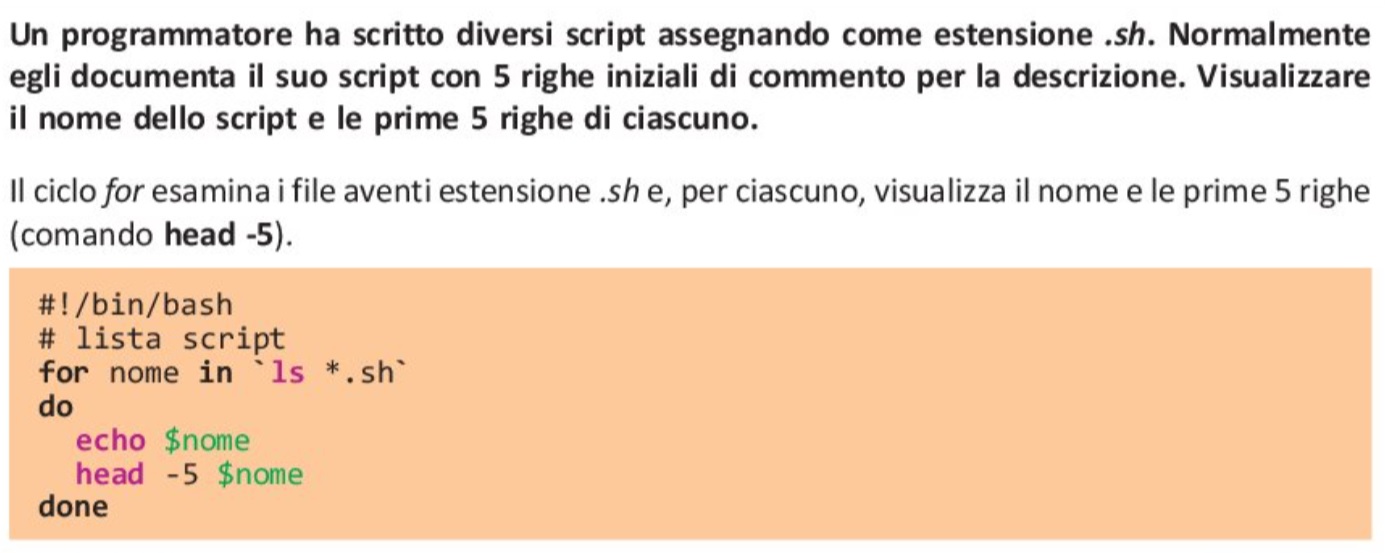 Un programmatore ha scritto diversi script assegnando come estensione .sh. Normalmente
egli documenta il suo script con 5 righe iniziali di commento per la descrizione. Visualizzare
il nome dello script e le prime 5 righe di ciascuno.
Il ciclo for esamina i file aventi estensione .sh e, per ciascuno, visualizza il nome e le prime 5 righe
(comando head -5).
#!/bin/bash
# lista script
for nome in `ls *.sh`
do
echo $nome
head -5 $nome
done